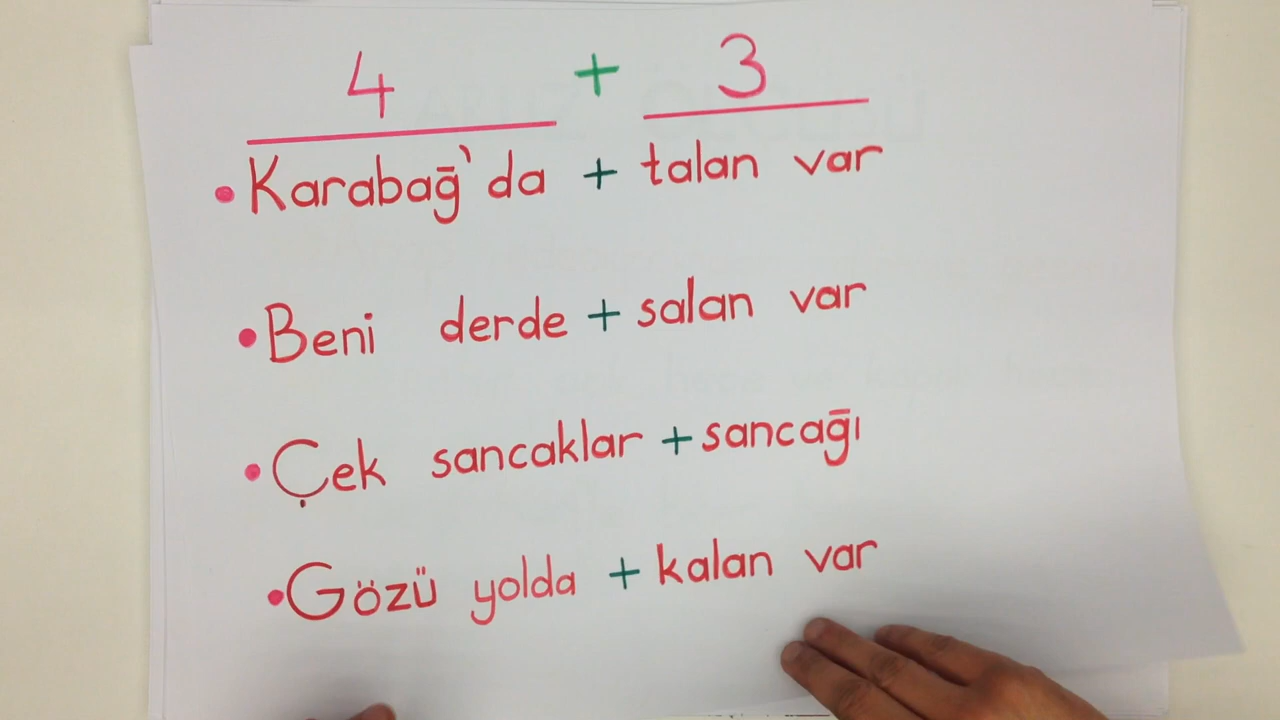 4 + 3
• Karabağ'da + talan var
• Beni derde + salan var
• Çek sancaklar + sancağı
• Gözü yolda + kalan var